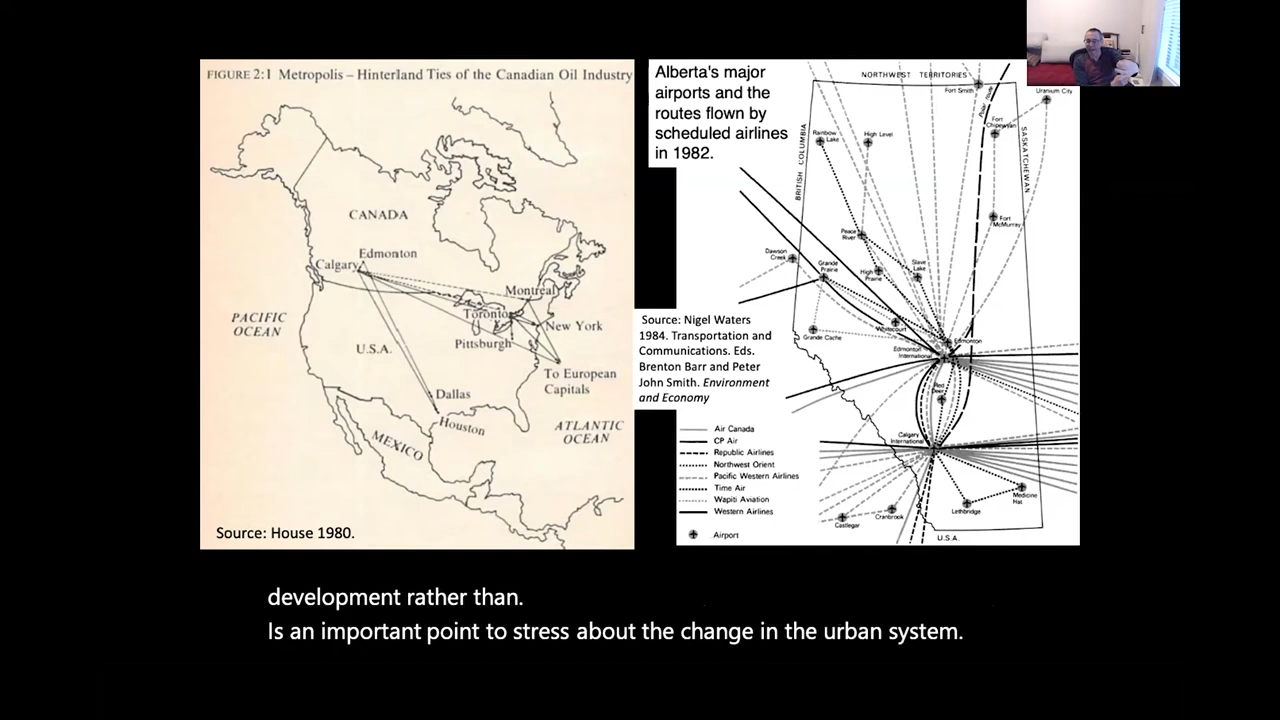 FIGURE 2:1 Metropolis – Hinterland Ties of the Canadian Oil Industry
CANADA
Edmonton
Calgary
Montreal
Toronto
New York
PACIFIC
OCEAN
U.S.A.
Pittsburgh
To European
Capitals
Dallas
Houston
ATLANTIC
OCEAN
MEXICO
Source: House 1980.
Alberta's major
airports and the
routes flown by
scheduled airlines
in 1982.
NORTHWEST TERRITORIES
Fort Smith
Uranium City
Fort
Chipewyan
Rainbow
Lake
High Level
BRITISH COLUMBIA
SASKATCHEWAN
Fort
McMurray
Peace
River
Dawson
Creek
Grande
Prairie
High
Prairie
Slave
Lake
Whitecourt
Grande Cache
Edmonton
Edmonton
International
Red
Deer
Calgary
International
Medicine
Hat
Lethbridge
Cranbrook
Castlegar
U.S.A.
Source: Nigel Waters
1984. Transportation and
Communications. Eds.
Brenton Barr and Peter
John Smith. Environment
and Economy
Air Canada
CP Air
Republic Airlines
Northwest Orient
Pacific Western Airlines
Time Air
Wapiti Aviation
Western Airlines
Airport
development rather than.
Is an important point to stress about the change in the urban system.